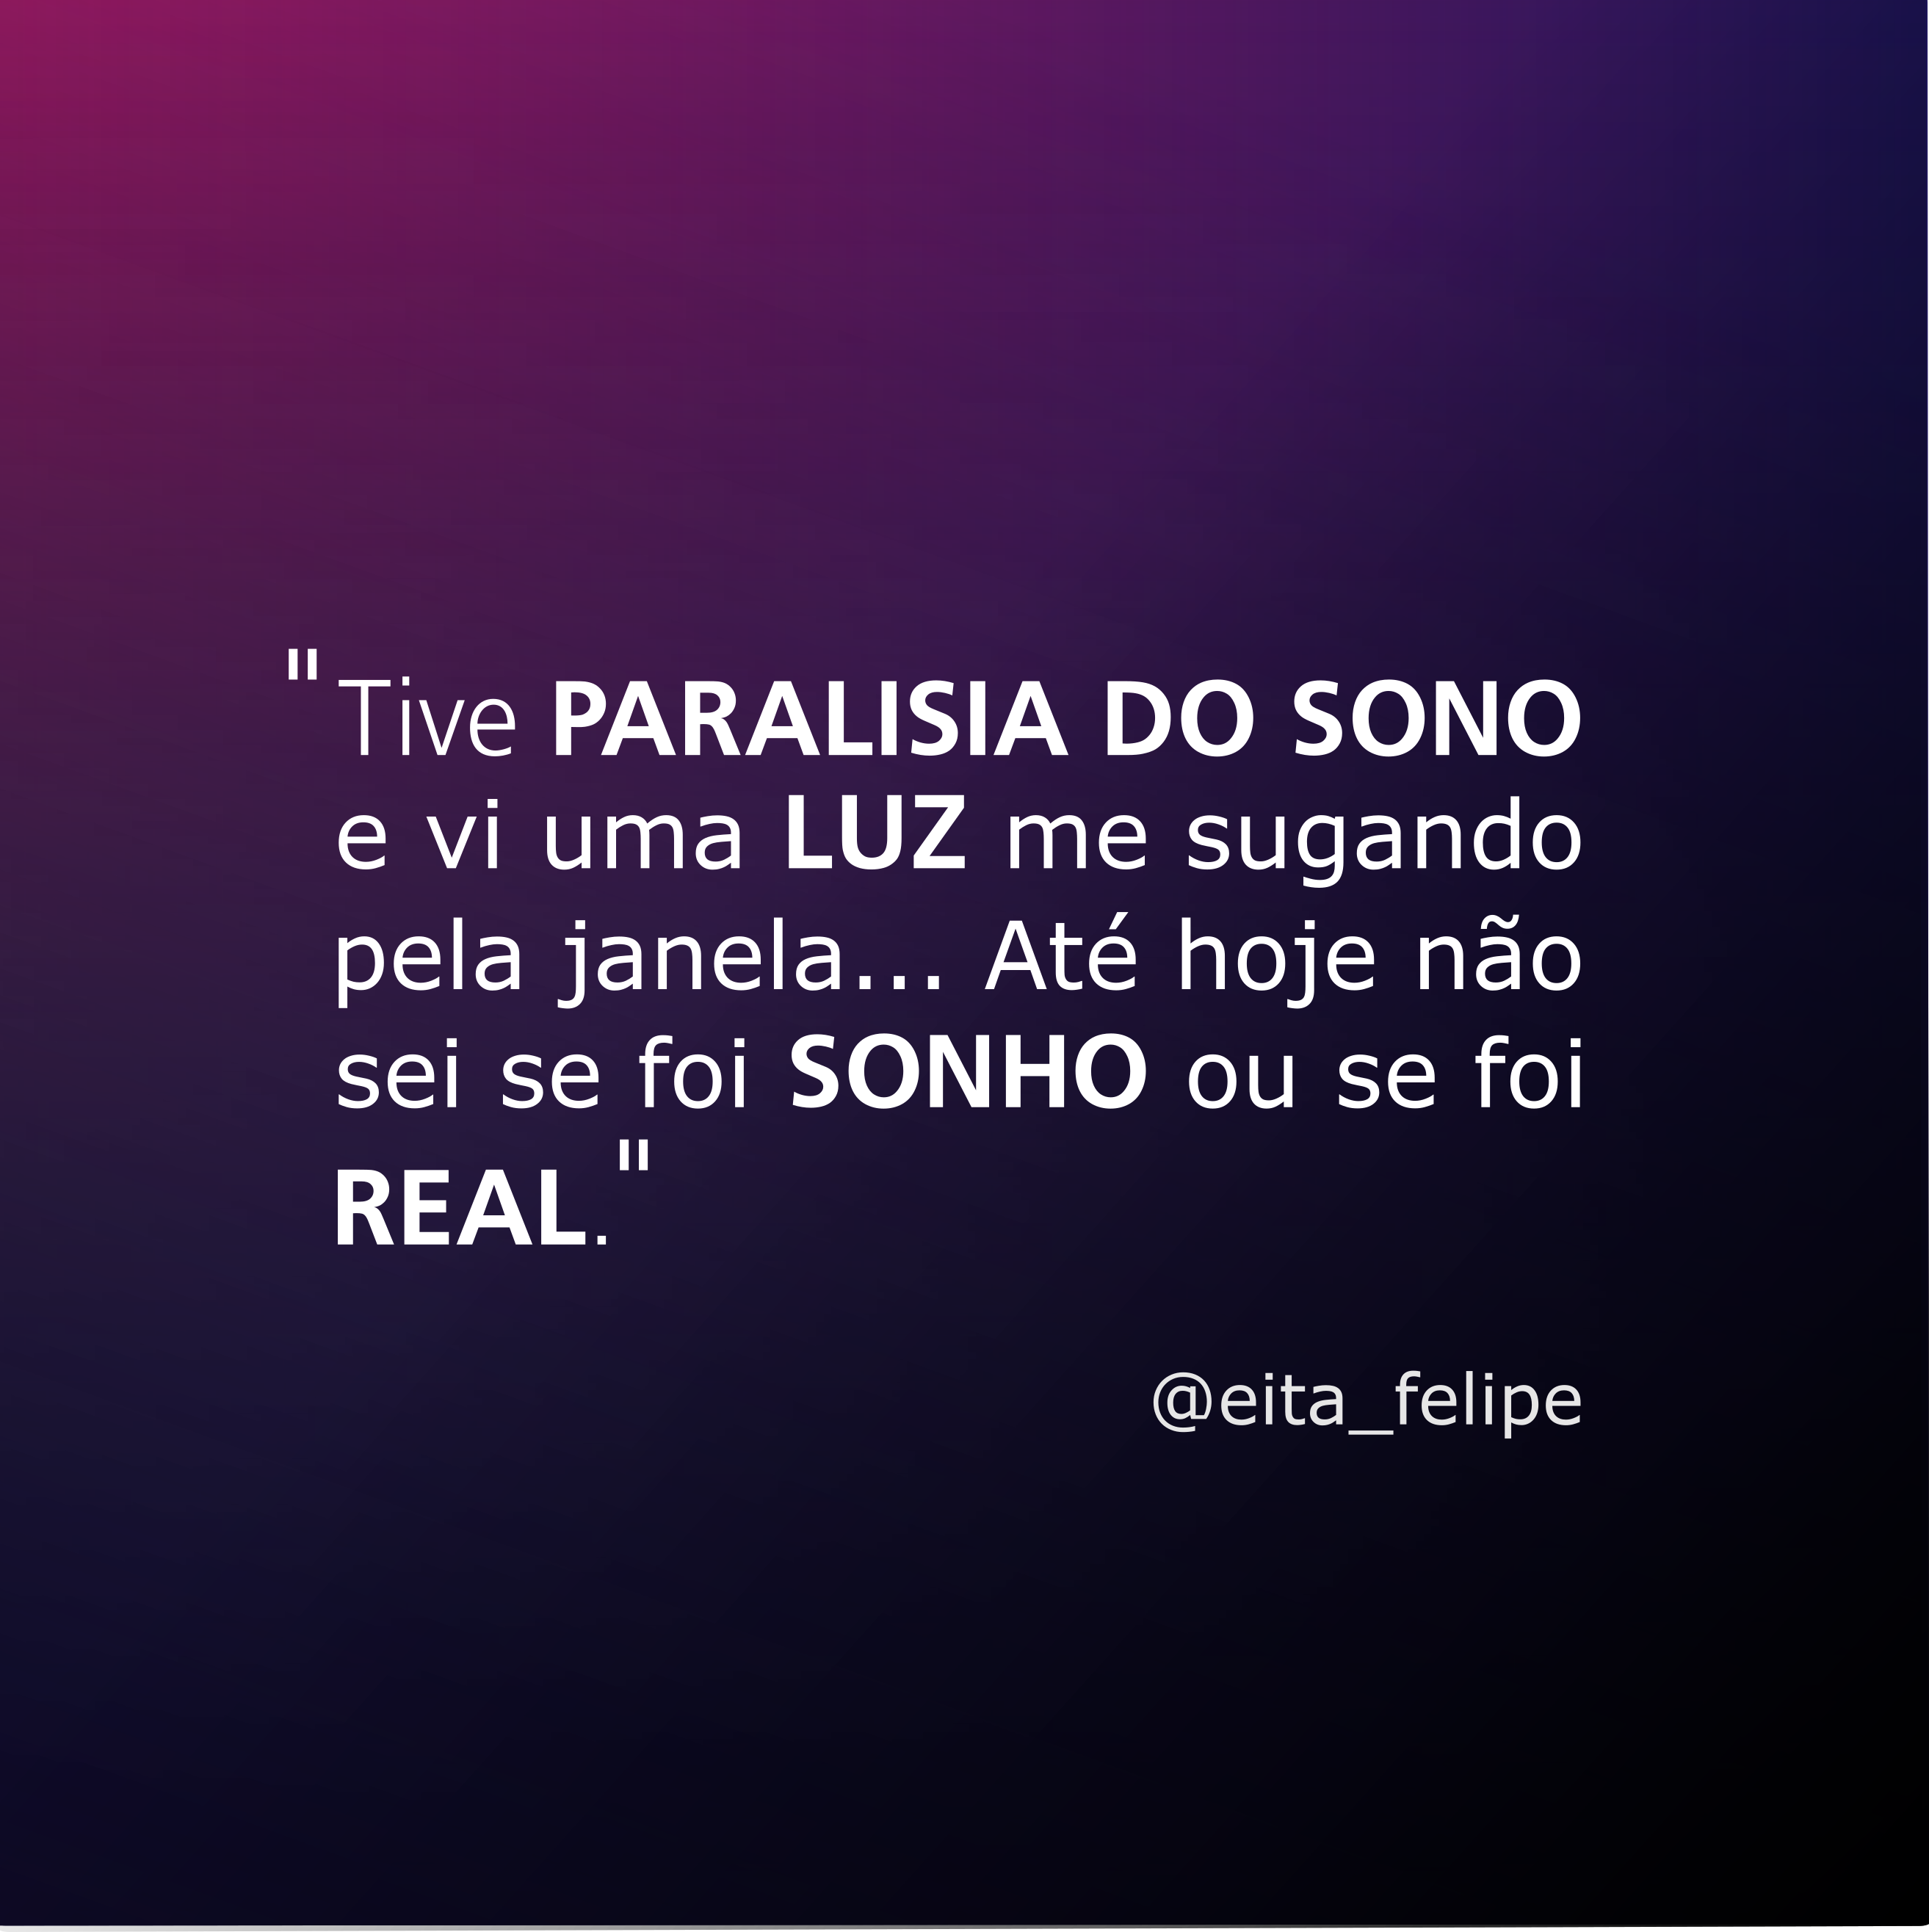 "Tive PARALISIA DO SONO
e vi uma LUZ me sugando
pela janela... Até hoje não
sei se foi SONHO ou se foi
REAL."
@eita_felipe